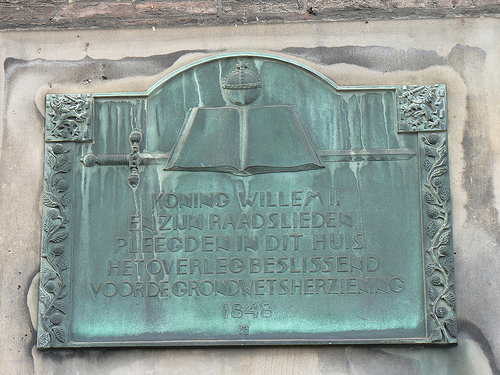 KONING WILLEM II.
EN ZIJN RAADSLIEDEN
PLEEGDEN IN DIT HUIS
HET OVERLEG BESLISSEND
VOOR DE GRONDWETSHERZIENING
1848